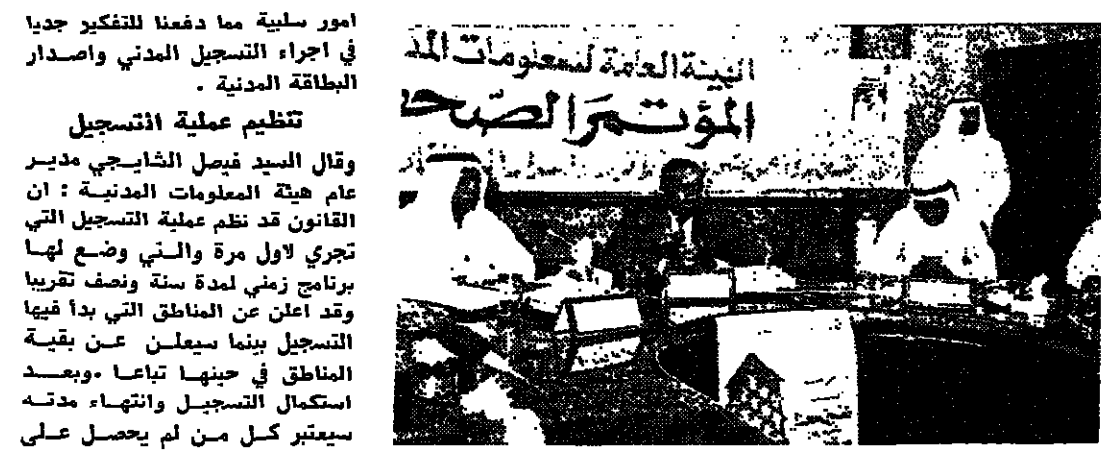 امور سلبية مما دفعنا للتفكير جديا
في اجراء التسجيل المدني واصدار
البطاقة المدنية .
تنظيم عملية التسجيل
وقال السيد فيصل الشايجي مدير
عام هيئة المعلومات المدنية : ان
القانون قد نظم عملية التسجيل التي
تجري لاول مرة والتي وضع لها
برنامج زمني لمدة سنة ونصف تقريبا
وقد اعلن عن المناطق التي بدأ فيها
التسجيل بينما سيعلن عن بقية
المناطق في حينها تباعا .وبعد
استكمال التسجيل وانتهاء مدته
سيعتبر كل من لم يحصل على
الهيئة العامة لمعلومات المد
المؤتمر الصح